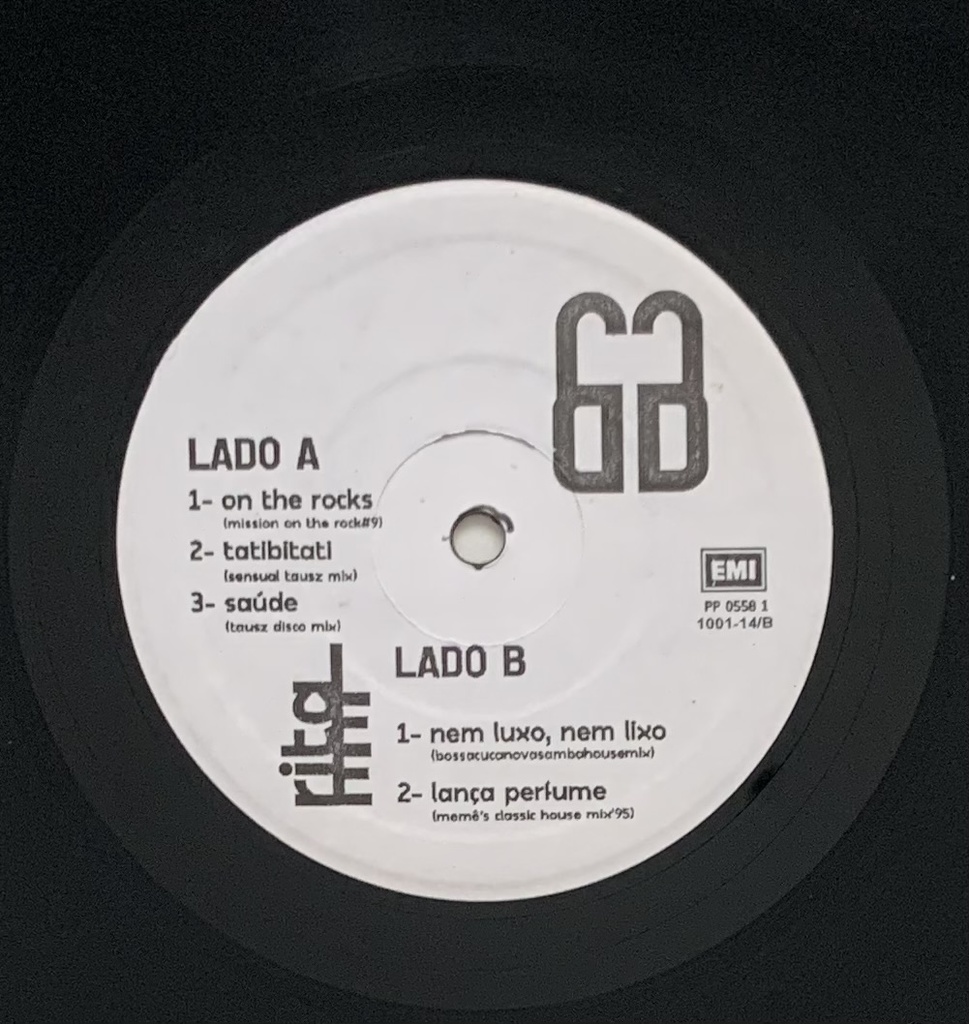 LADO A
1- on the rocks
(mission on the rock#9)
2- tatibitati
(sensual tausz mix)
3- saúde
(tausz disco mix)
EMI
PP 0558 1
1001-14/B
rita
LADO B
1- nem luxo, nem lixo
(bossacucanovasambahousemix)
2- lança perfume
(memê's classic house mix'95)